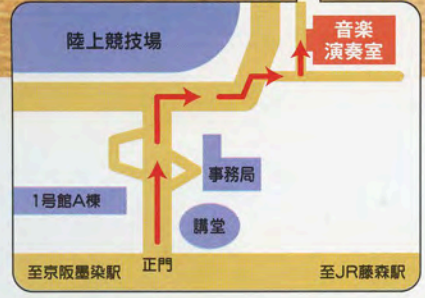 陸上競技場
音楽
演奏室
事務局
1号館A棟
講堂
正門
至京阪墨染駅
至JR藤森駅